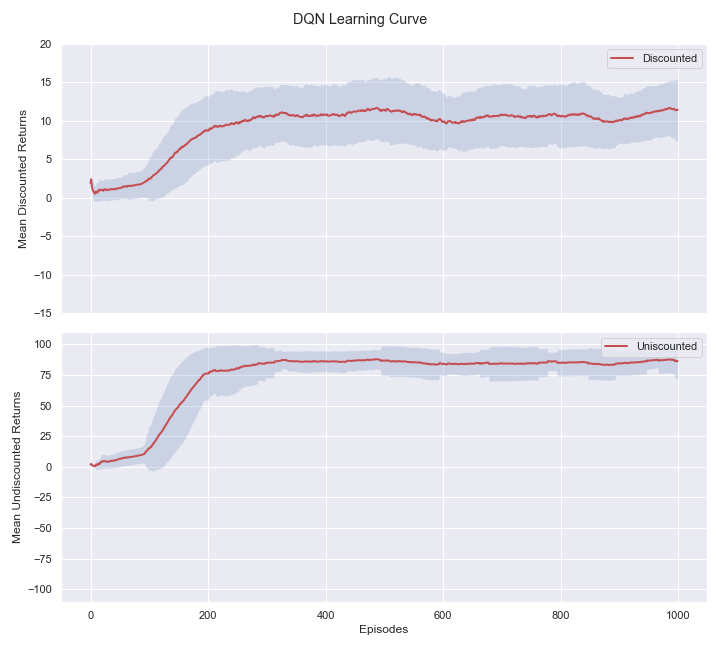 DQN Learning Curve
Mean Discounted Returns
20
15
10
5
0
−5
−10
−15
Discounted
Mean Undiscounted Returns
100
75
50
25
0
−25
−50
−75
−100
Uniscounted
0 200 400 600 800 1000
Episodes